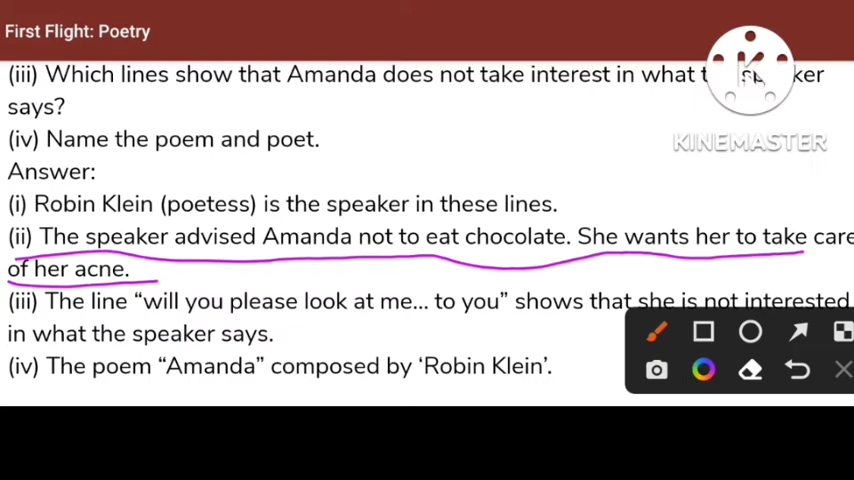 First Flight: Poetry
(iii) Which lines show that Amanda does not take interest in what speaker
says?
KINEMASTER
(iv) Name the poem and poet.
Answer:
(i) Robin Klein (poetess) is the speaker in these lines.
(ii) The speaker advised Amanda not to eat chocolate. She wants her to take care
of her acne.
(iii) The line “will you please look at me... to you” shows that she is not interested
in what the speaker says.
(iv) The poem “Amanda” composed by ‘Robin Klein’.